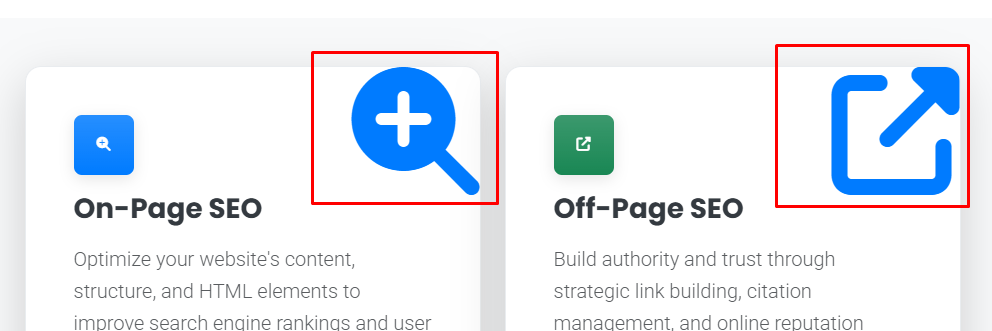 On-Page SEO
Optimize your website's content,
structure, and HTML elements to
improve search engine rankings and user
Off-Page SEO
Build authority and trust through
strategic link building, citation
management, and online reputation